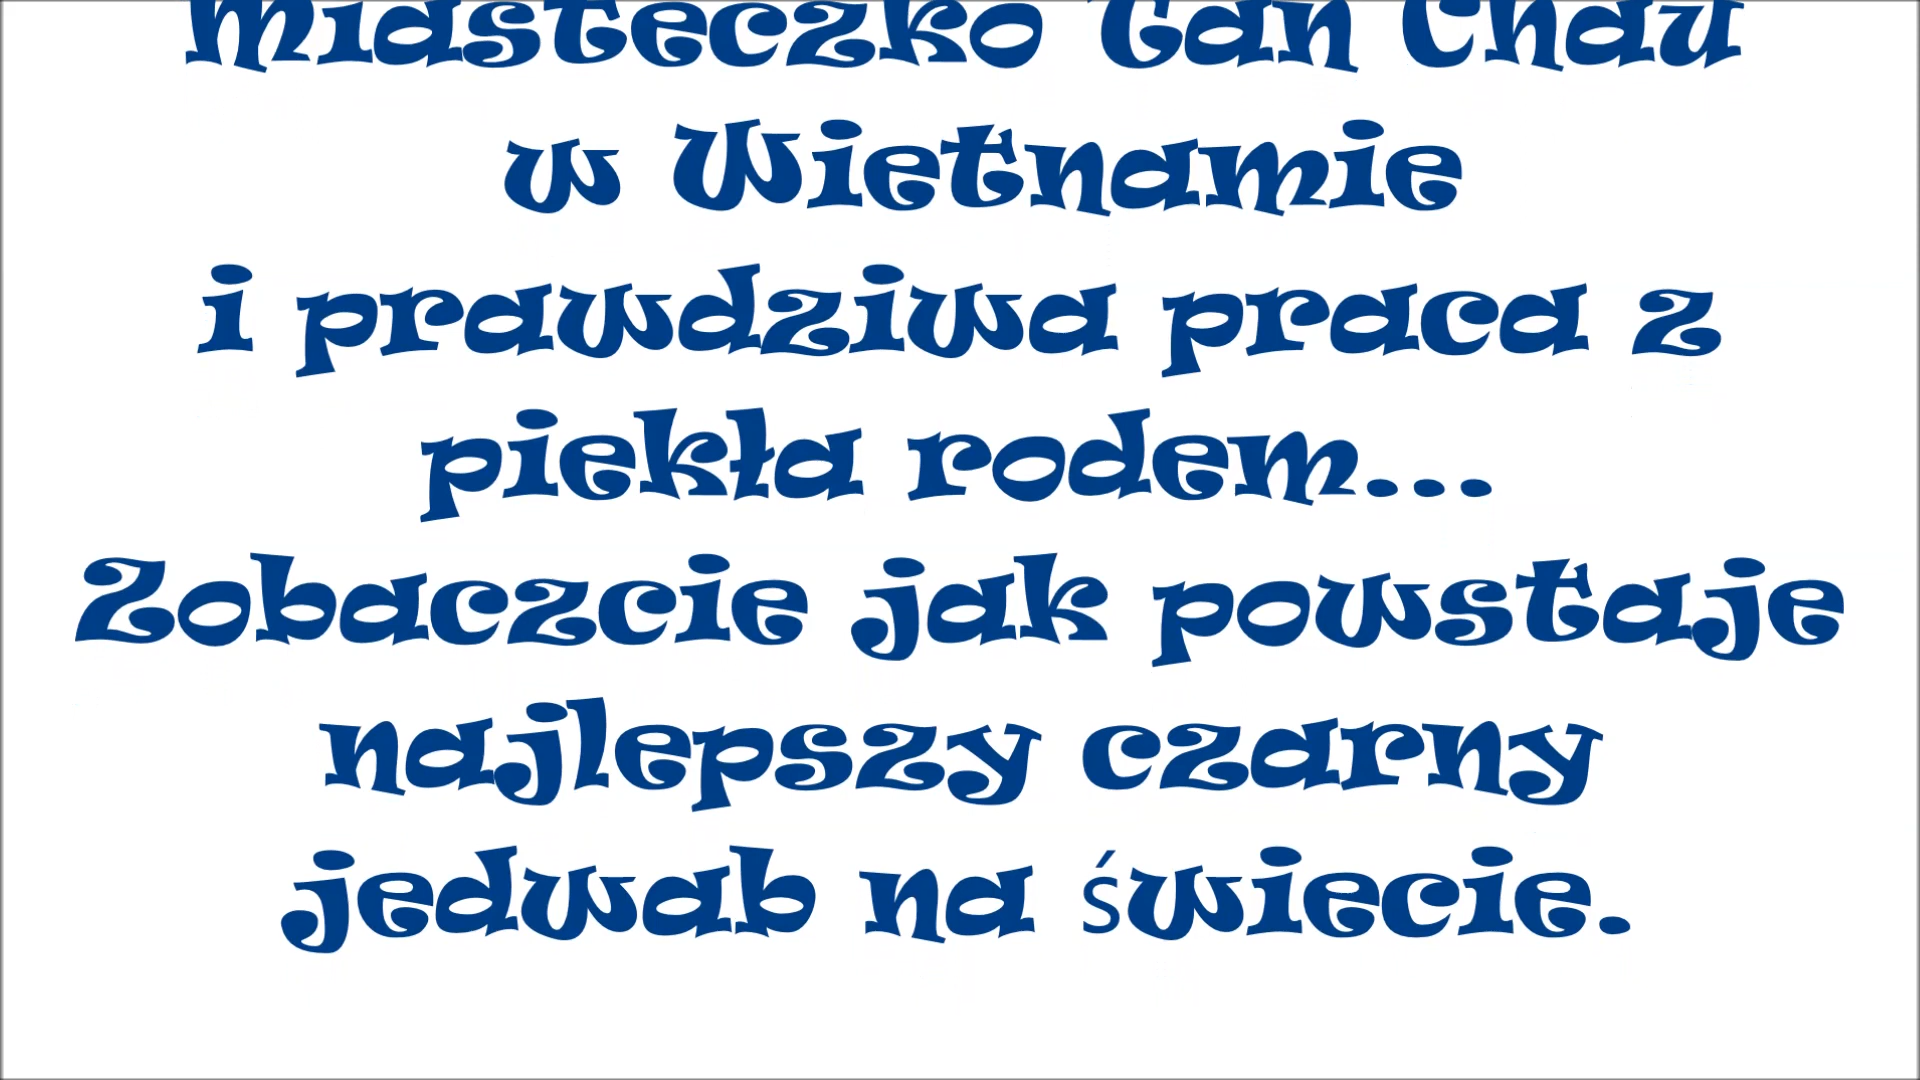 Miasteczko Tan Chau
w Wietnamie
i prawdziwa praca z
piekła rodem...
Zobaczcie jak powstaje
najlepszy czarny
jedwab na świecie.